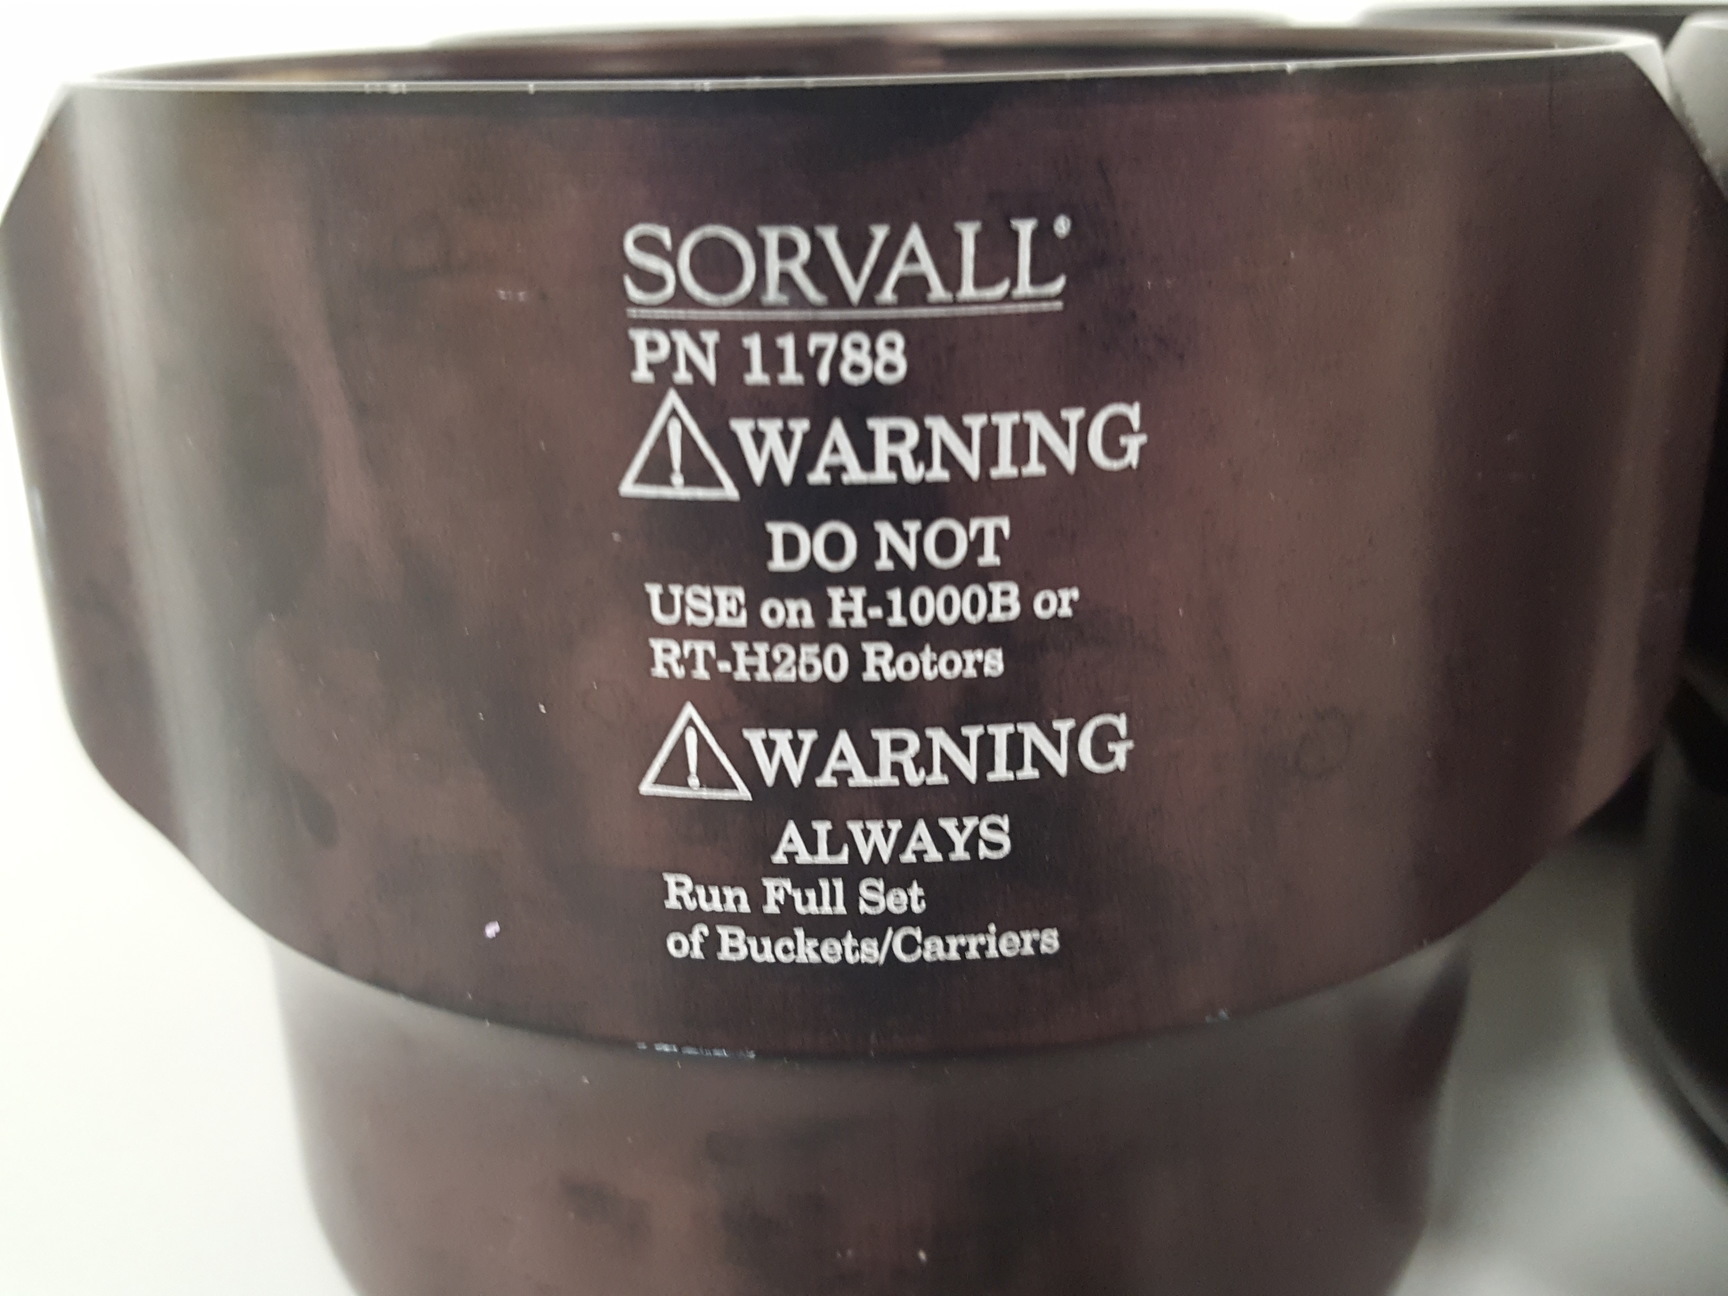 SORVALL®
PN 11788
WARNING
DO NOT
USE on H-1000B or
RT-H250 Rotors
WARNING
ALWAYS
Run Full Set
of Buckets/Carriers